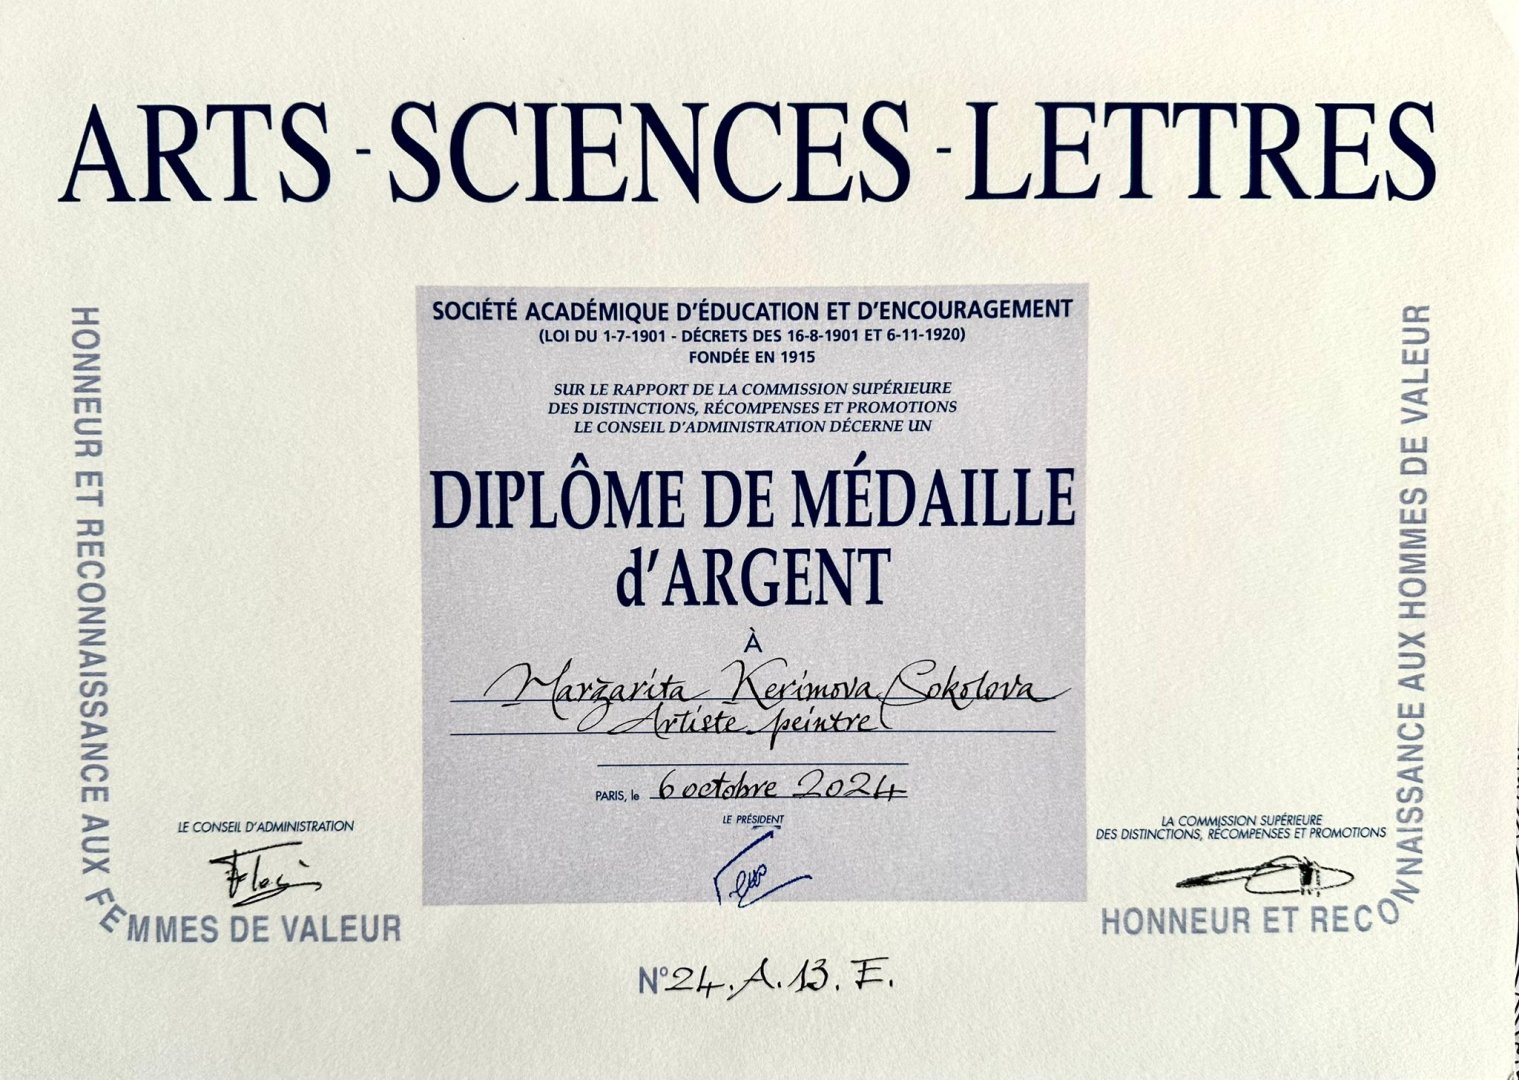 ARTS - SCIENCES - LETTRES
SOCIÉTÉ ACADÉMIQUE D'ÉDUCATION ET D'ENCOURAGEMENT
(LOI DU 1-7-1901 - DÉCRETS DES 16-8-1901 ET 6-11-1920)
FONDÉE EN 1915
SUR LE RAPPORT DE LA COMMISSION SUPÉRIEURE
DES DISTINCTIONS, RÉCOMPENSES ET PROMOTIONS
LE CONSEIL D'ADMINISTRATION DÉCERNE UN
DIPLÔME DE MÉDAILLE
d'ARGENT
À
Margarita Kerimova Sokolova
Artiste peintre
PARIS, le 6 octobre 2024
LE PRÉSIDENT
LE CONSEIL D'ADMINISTRATION
LA COMMISSION SUPÉRIEURE
DES DISTINCTIONS, RÉCOMPENSES ET PROMOTIONS
HONNEUR ET RECONNAISSANCE AUX FEMMES DE VALEUR
HONNEUR ET RECONNAISSANCE AUX HOMMES DE VALEUR
N° 24. A. 13. E.